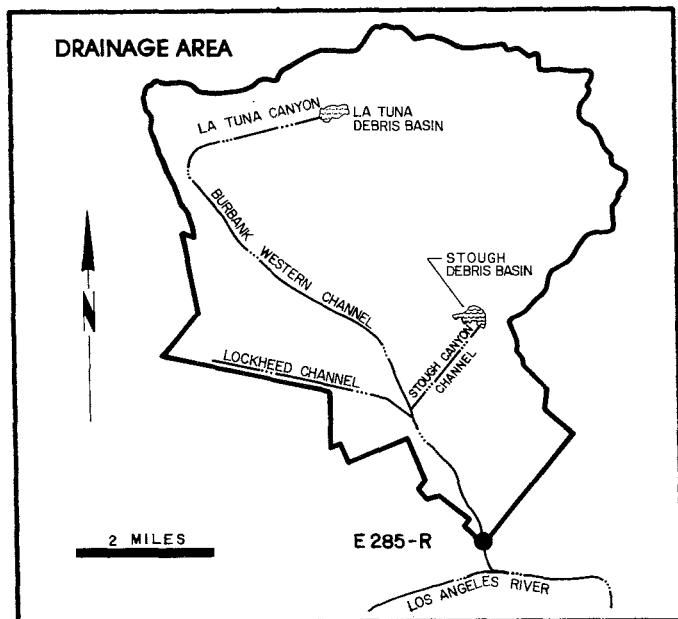 DRAINAGE AREA
LA TUNA CANYON
LA TUNA
DEBRIS BASIN
BURBANK WESTERN CHANNEL
STOUGH
DEBRIS BASIN
N
STOUGH CANYON
CHANNEL
LOCKHEED CHANNEL
2 MILES
E 285-R
LOS ANGELES RIVER